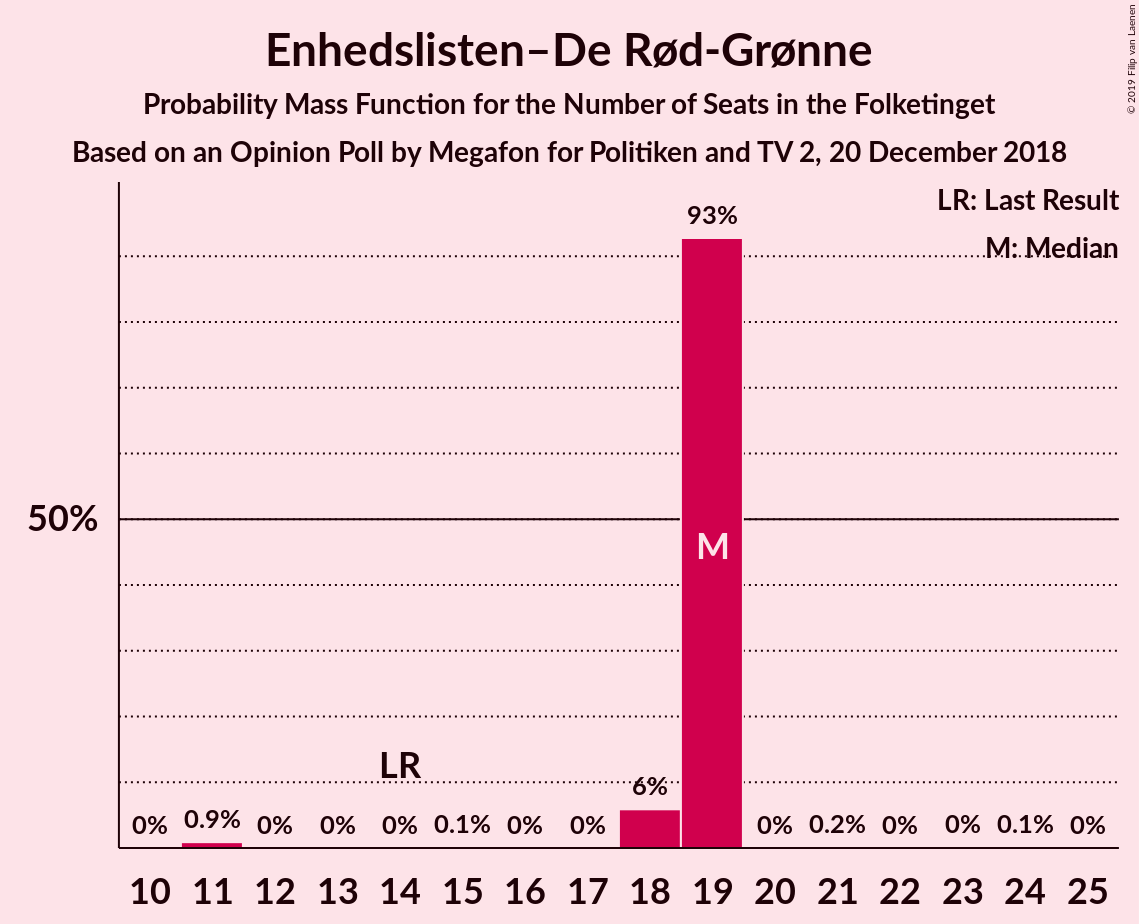 Enhedslisten–De Rød-Grønne
Probability Mass Function for the Number of Seats in the Folketinget
Based on an Opinion Poll by Megafon for Politiken and TV 2, 20 December 2018
© 2019 Filip van Laenen
LR: Last Result
M: Median
93%
50%
M
LR
6%
0% 0.9% 0% 0% 0% 0.1% 0% 0% 0% 0.2% 0% 0% 0.1% 0%
10 11 12 13 14 15 16 17 18 19 20 21 22 23 24 25